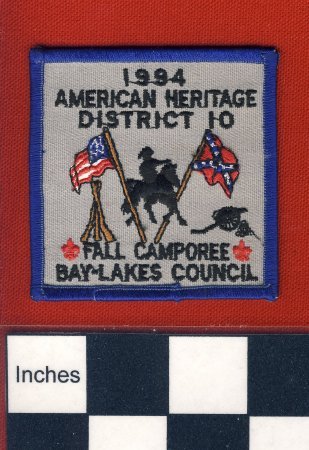 1994
AMERICAN HERITAGE
DISTRICT 10
FALL CAMPOREE
BAY-LAKES COUNCIL
Inches